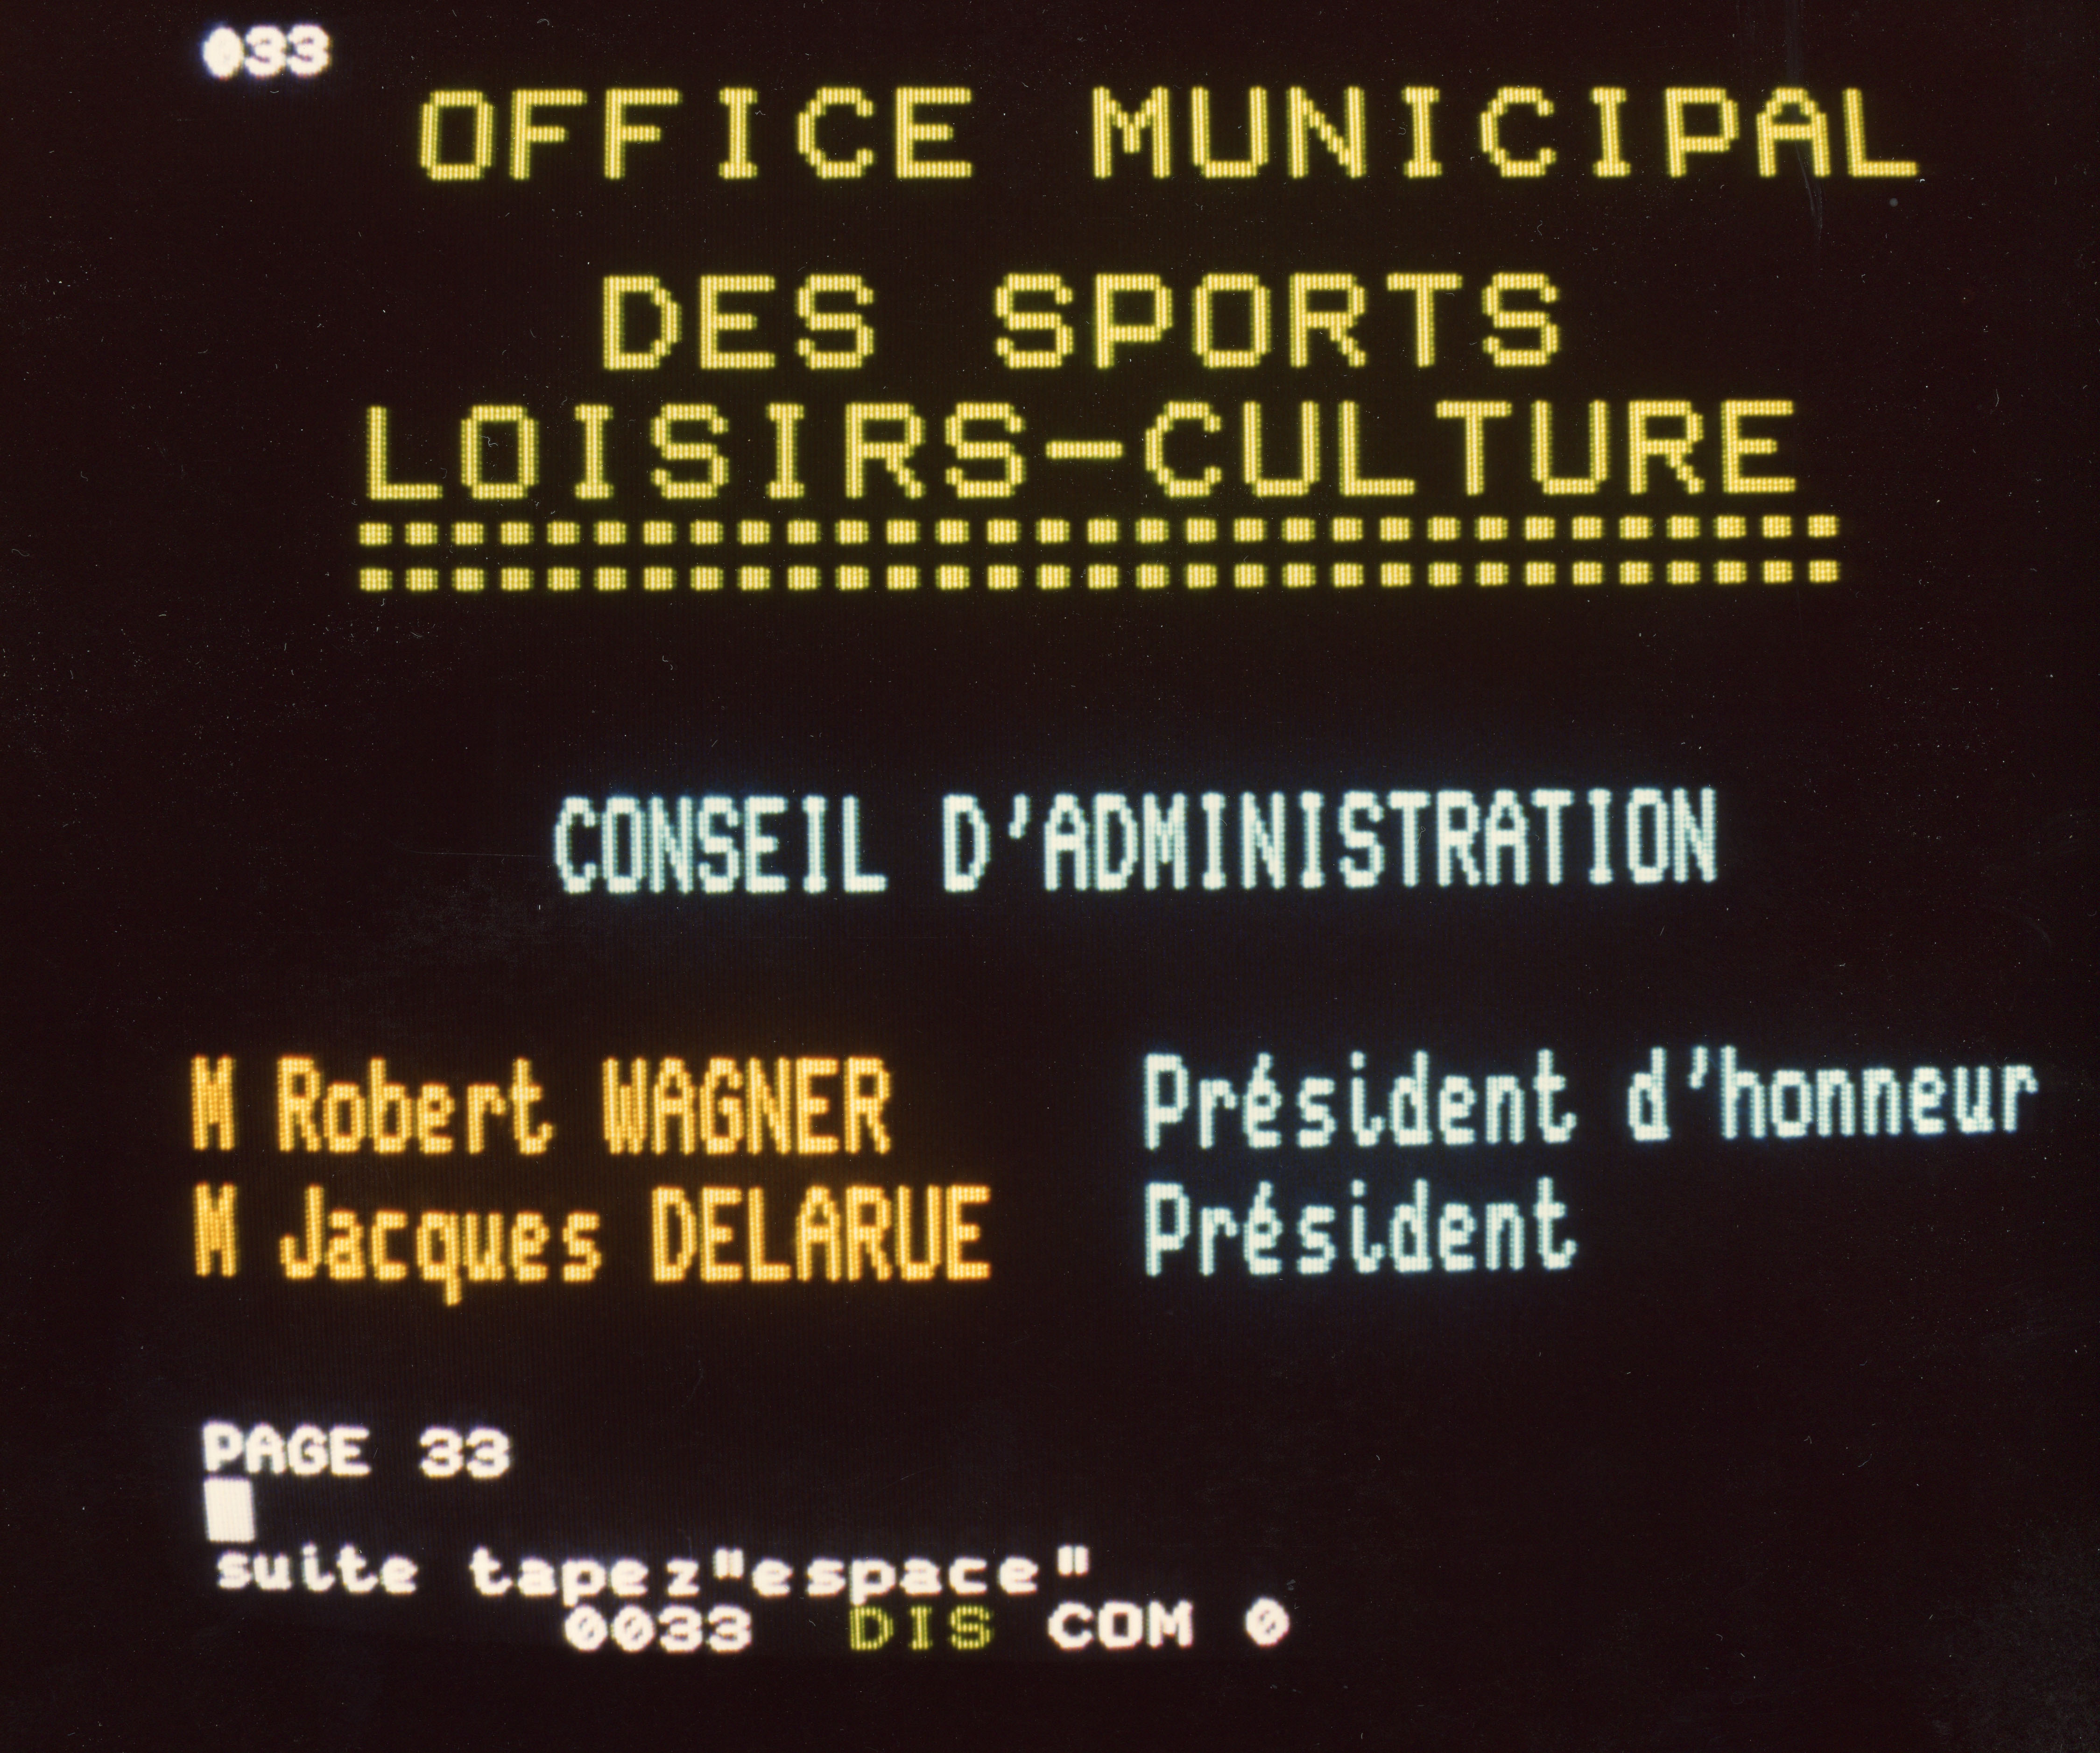 033
OFFICE MUNICIPAL
DES SPORTS
LOISIRS-CULTURE
CONSEIL D'ADMINISTRATION
M Robert WAGNER Président d'honneur
M Jacques DELARUE Président
PAGE 33
suite tapez"espace"
0033 DIS COM 0